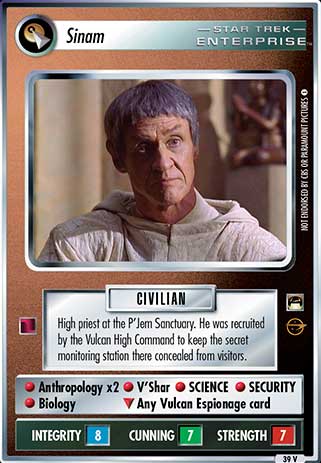 Sinam
STAR TREK
ENTERPRISE™
NOT ENDORSED BY CBS OR PARAMOUNT PICTURES
CIVILIAN
High priest at the P'Jem Sanctuary. He was recruited
by the Vulcan High Command to keep the secret
monitoring station there concealed from visitors.
Anthropology x2 V'Shar SCIENCE SECURITY
Biology Any Vulcan Espionage card
INTEGRITY 8 CUNNING 7 STRENGTH 7
39 V